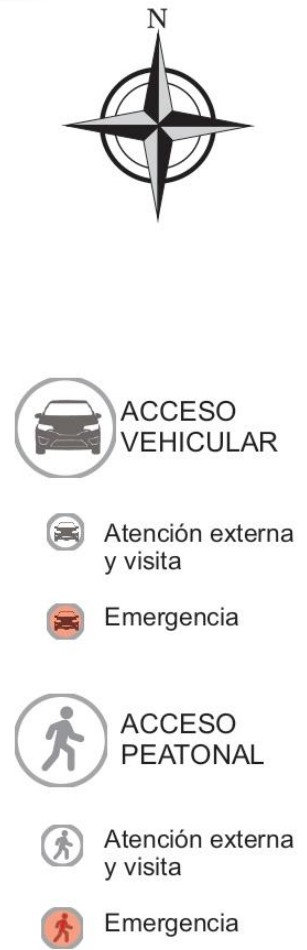 N
ACCESO
VEHICULAR
Atención externa
y visita
Emergencia
ACCESO
PEATONAL
Atención externa
y visita
Emergencia